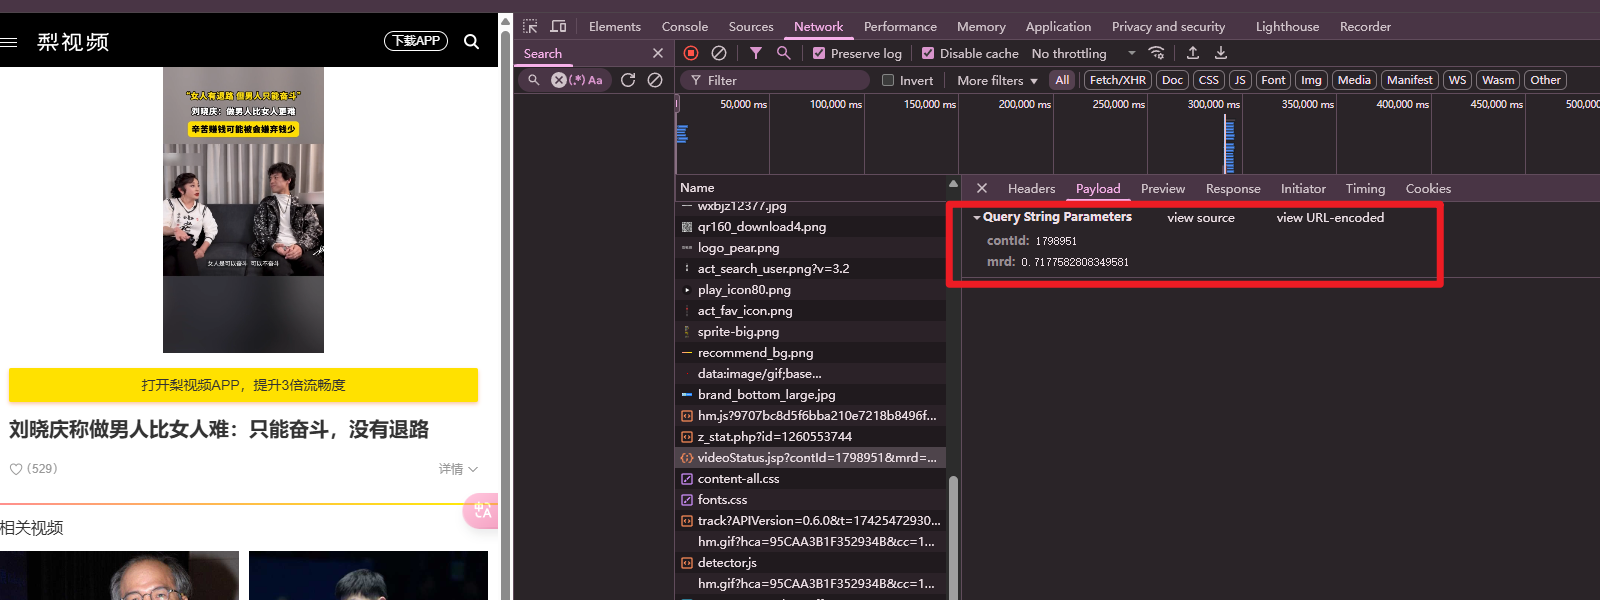 梨视频
下载APP
"女人有退路 但男人只能奋斗"
刘晓庆：做男人比女人更难
辛苦赚钱可能被会嫌弃钱少
女人是可以奋斗 可以不奋斗
打开梨视频APP，提升3倍流畅度
刘晓庆称做男人比女人难：只能奋斗，没有退路
(529)
详情
相关视频
Elements Console Sources Network Performance Memory Application Privacy and security Lighthouse Recorder
Search
Preserve log Disable cache No throttling
(.*) Aa
Filter Invert More filters All Fetch/XHR Doc CSS JS Font Img Media Manifest WS Wasm Other
50,000 ms 100,000 ms 150,000 ms 200,000 ms 250,000 ms 300,000 ms 350,000 ms 400,000 ms 450,000 ms 500,00
Name
wxbjz12377.jpg
qr160_download4.png
logo_pear.png
act_search_user.png?v=3.2
play_icon80.png
act_fav_icon.png
sprite-big.png
recommend_bg.png
data:image/gif;base...
brand_bottom_large.jpg
hm.js?9707bc8d5f6bba210e7218b8496f...
z_stat.php?id=1260553744
videoStatus.jsp?contId=1798951&mrd=...
content-all.css
fonts.css
track?APIVersion=0.6.0&t=17425472930...
hm.gif?hca=95CAA3B1F352934B&cc=1...
detector.js
hm.gif?hca=95CAA3B1F352934B&cc=1...
Headers Payload Preview Response Initiator Timing Cookies
Query String Parameters view source view URL-encoded
contId: 1798951
mrd: 0.7177582808349581